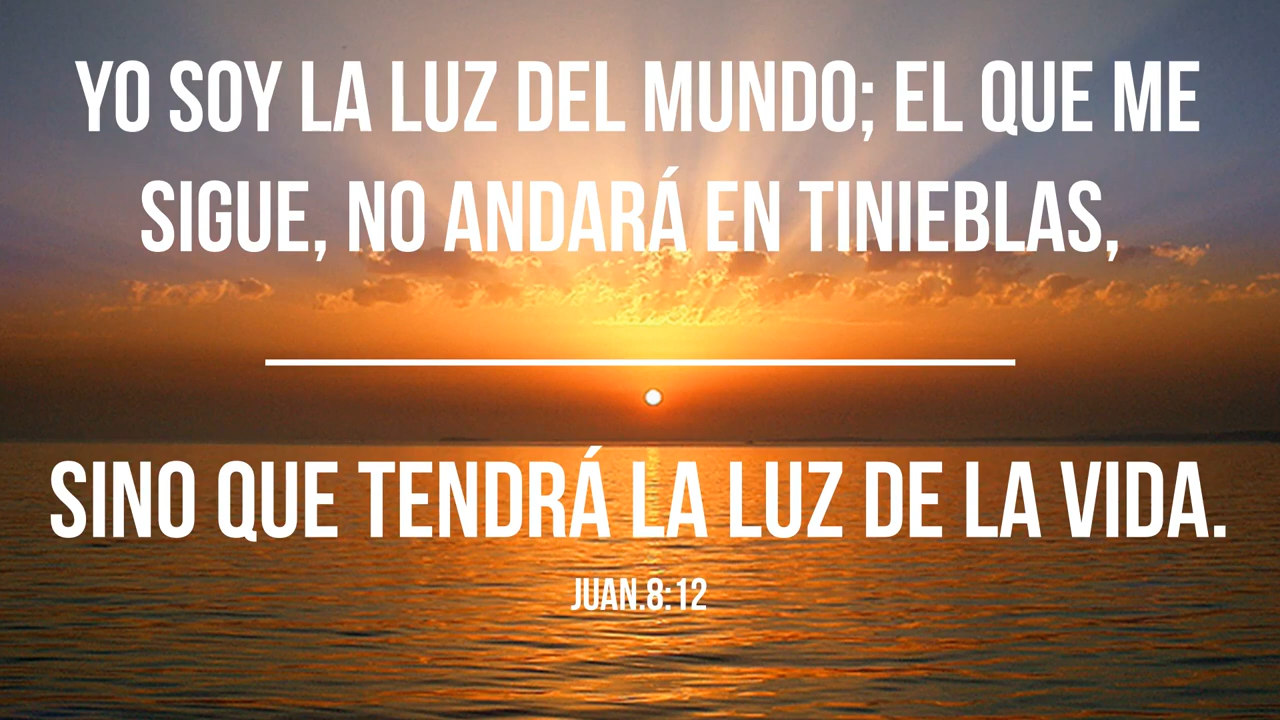 YO SOY LA LUZ DEL MUNDO; EL QUE ME
SIGUE, NO ANDARÁ EN TINIEBLAS,
SINO QUE TENDRÁ LA LUZ DE LA VIDA.
JUAN.8:12